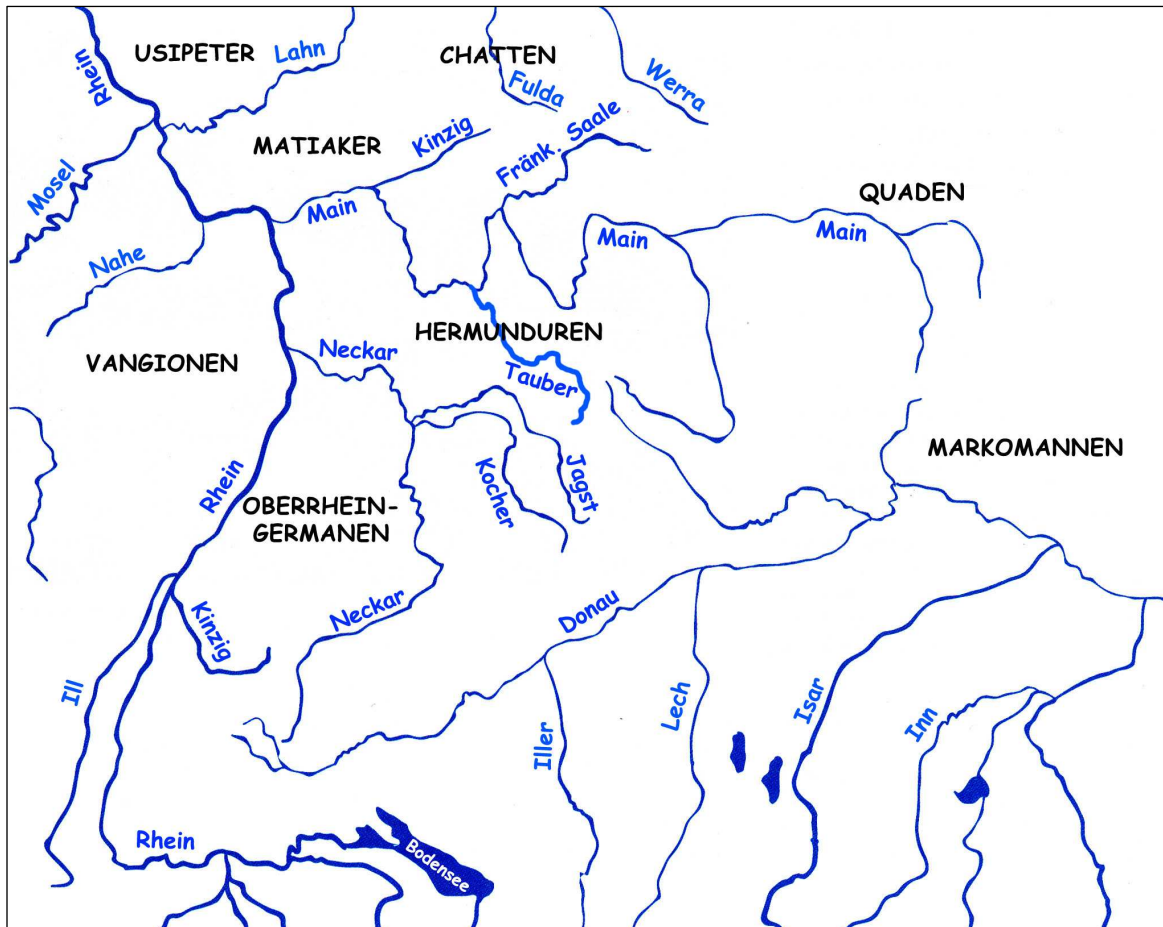 USIPETER
Lahn
CHATTEN
Rhein
Fulda
Werra
MATIAKER
Kinzig
Fränk. Saale
Mosel
Main
QUADEN
Main
Main
Nahe
HERMUNDUREN
VANGIONEN
Neckar
Tauber
MARKOMANNEN
Rhein
Kocher
Jagst
OBERRHEIN-
GERMANEN
Kinzig
Neckar
Donau
Ill
Iller
Lech
Isar
Inn
Rhein
Bodensee